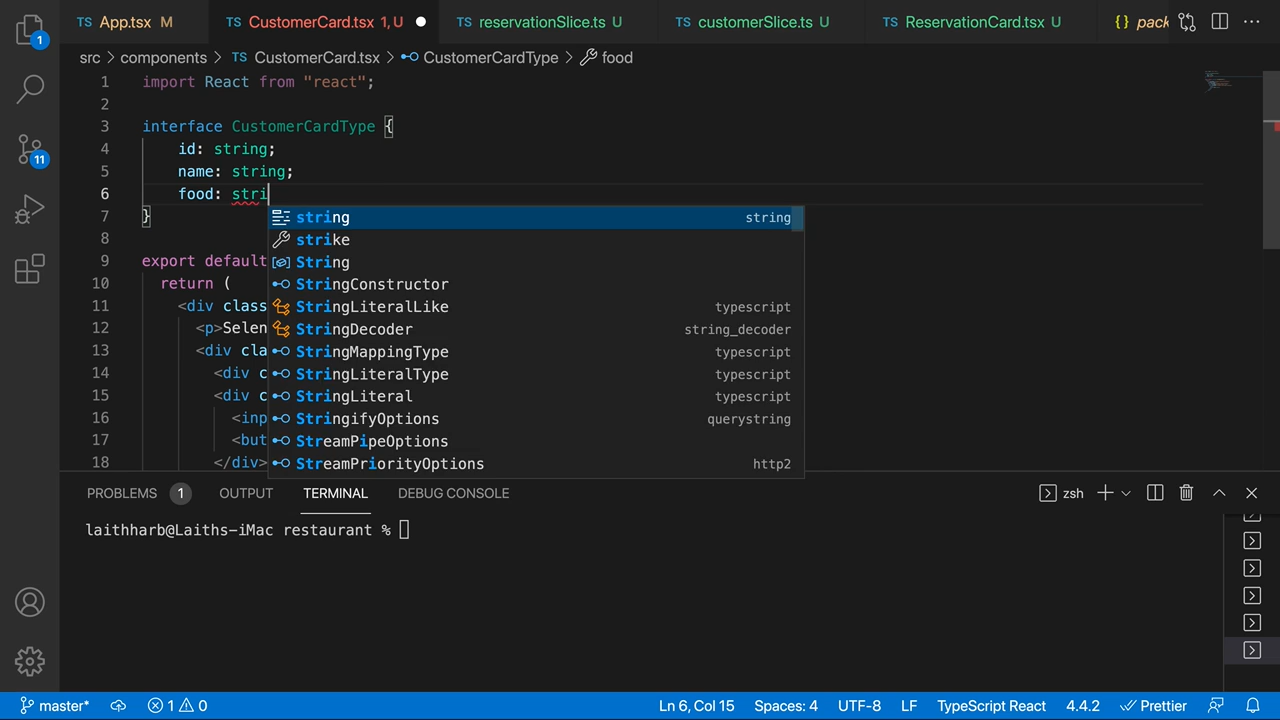 App.tsx M
CustomerCard.tsx 1, U
reservationSlice.ts U
customerSlice.ts U
ReservationCard.tsx U
{} pack
src > components > TS CustomerCard.tsx > CustomerCardType > food
1 import React from "react";
2
3 interface CustomerCardType {
4 id: string;
5 name: string;
6 food: stri
7 }
8
9 export default
10 return (
11 <div class
12 <p>Selen
13 <div cla
14 <div c
15 <div c
16 <inp
17 <but
18 </div>
string string
strike
String
StringConstructor
StringLiteralLike typescript
StringDecoder string_decoder
StringMappingType typescript
StringLiteralType typescript
StringLiteral typescript
StringifyOptions querystring
StreamPipeOptions
StreamPriorityOptions http2
PROBLEMS 1 OUTPUT TERMINAL DEBUG CONSOLE zsh
laithharb@Laiths-iMac restaurant %
1
11
master* 1 0 Ln 6, Col 15 Spaces: 4 UTF-8 LF TypeScript React 4.4.2 Prettier